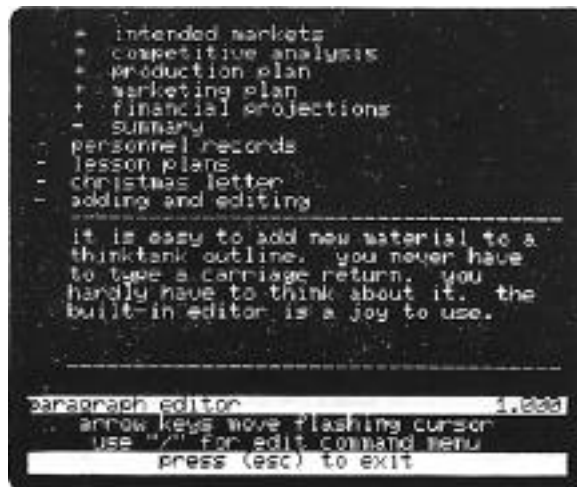 + intended markets
+ competitive analysis
+ production plan
+ marketing plan
+ financial projections
- summary
- personnel records
- lesson plans
- christmas letter
- adding and editing
it is easy to add new material to a
thinktank outline. you never have
to type a carriage return. you
hardly have to think about it. the
built-in editor is a joy to use.
paragraph editor 1.000
arrow keys move flashing cursor
use "/" for edit command menu
press (esc) to exit